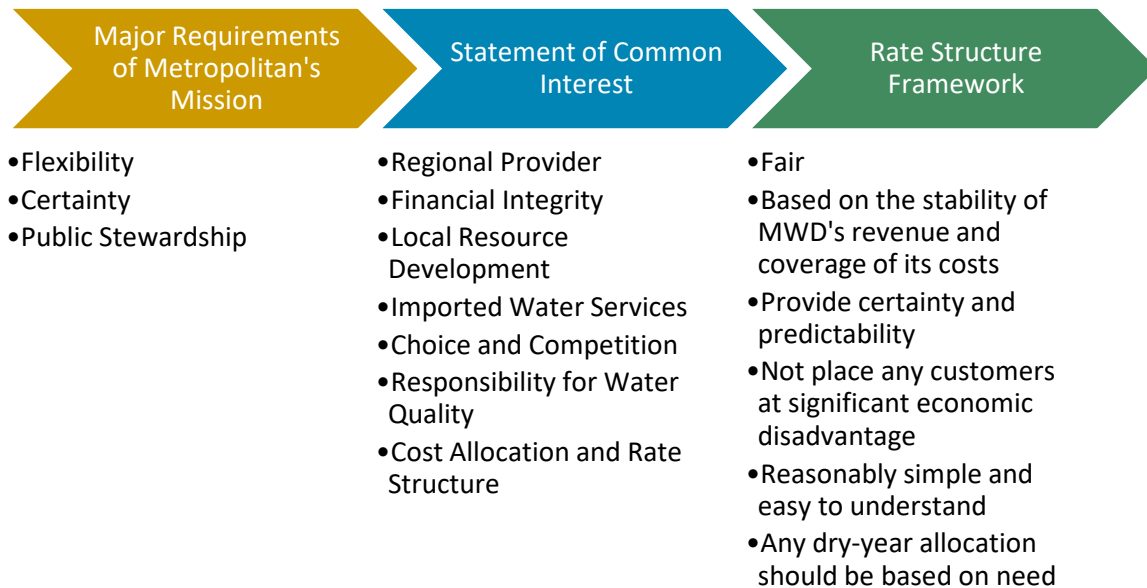 Major Requirements
of Metropolitan's
Mission
•Flexibility
•Certainty
•Public Stewardship
Statement of Common
Interest
•Regional Provider
•Financial Integrity
•Local Resource
Development
•Imported Water Services
•Choice and Competition
•Responsibility for Water
Quality
•Cost Allocation and Rate
Structure
Rate Structure
Framework
•Fair
•Based on the stability of
MWD's revenue and
coverage of its costs
•Provide certainty and
predictability
•Not place any customers
at significant economic
disadvantage
•Reasonably simple and
easy to understand
•Any dry-year allocation
should be based on need